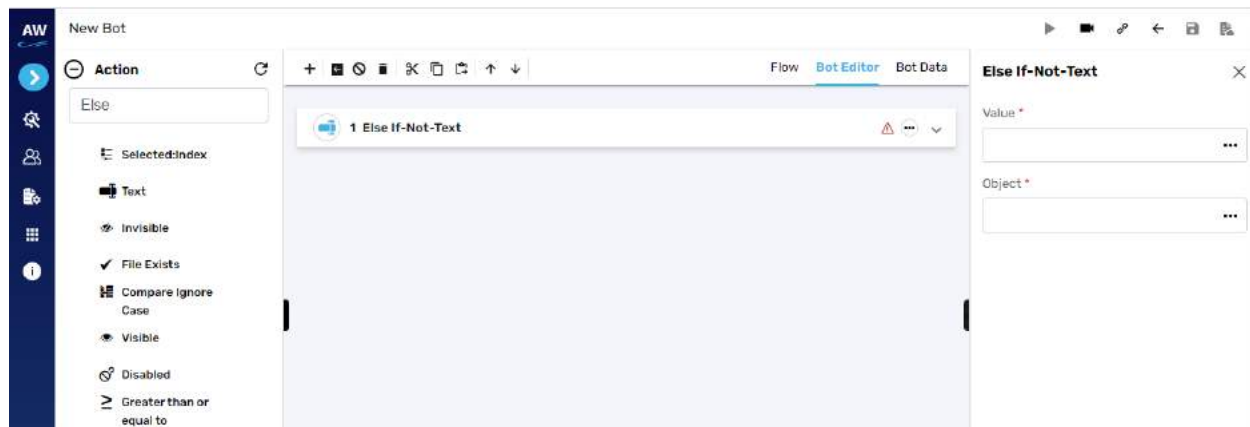 AW
New Bot
Action
Else
Selected:Index
Text
Invisible
File Exists
Compare Ignore
Case
Visible
Disabled
Greater than or
equal to
Flow
Bot Editor
Bot Data
1 Else If-Not-Text
Else If-Not-Text
Value *
Object *